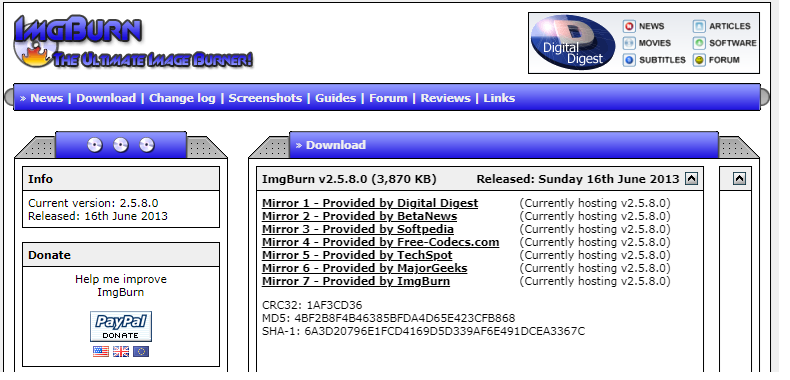 ImgBurn
The Ultimate Image Burner!
Digital Digest
NEWS
ARTICLES
MOVIES
SOFTWARE
SUBTITLES
FORUM
» News | Download | Change log | Screenshots | Guides | Forum | Reviews | Links
» Download
Info
Current version: 2.5.8.0
Released: 16th June 2013
Donate
Help me improve
ImgBurn
PayPal
DONATE
ImgBurn v2.5.8.0 (3,870 KB) Released: Sunday 16th June 2013
Mirror 1 - Provided by Digital Digest (Currently hosting v2.5.8.0)
Mirror 2 - Provided by BetaNews (Currently hosting v2.5.8.0)
Mirror 3 - Provided by Softpedia (Currently hosting v2.5.8.0)
Mirror 4 - Provided by Free-Codecs.com (Currently hosting v2.5.8.0)
Mirror 5 - Provided by TechSpot (Currently hosting v2.5.8.0)
Mirror 6 - Provided by MajorGeeks (Currently hosting v2.5.8.0)
Mirror 7 - Provided by ImgBurn (Currently hosting v2.5.8.0)
CRC32: 1AF3CD36
MD5: 4BF2B8F4B46385BFDA4D65E423CFB868
SHA-1: 6A3D20796E1FCD4169D5D339AF6E491DCEA3367C